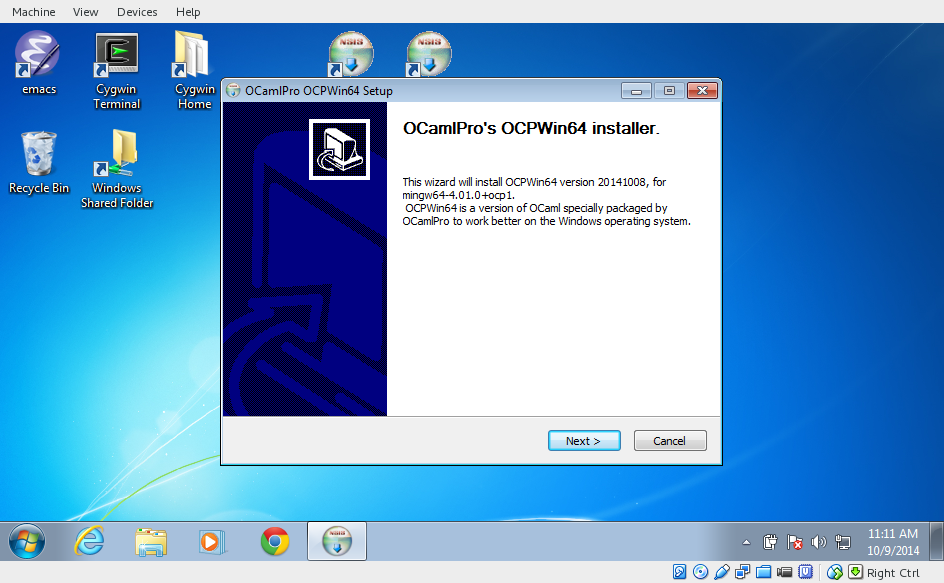 Machine View Devices Help
emacs
Cygwin
Terminal
Cygwin
Home
NSIS
NSIS
Recycle Bin
Windows
Shared Folder
OCamlPro OCPWin64 Setup
OCamlPro's OCPWin64 installer.
This wizard will install OCPWin64 version 20141008, for
mingw64-4.01.0+ocp1.
OCPWin64 is a version of OCaml specially packaged by
OCamlPro to work better on the Windows operating system.
Next >
Cancel
NSIS
11:11 AM
10/9/2014
Right Ctrl